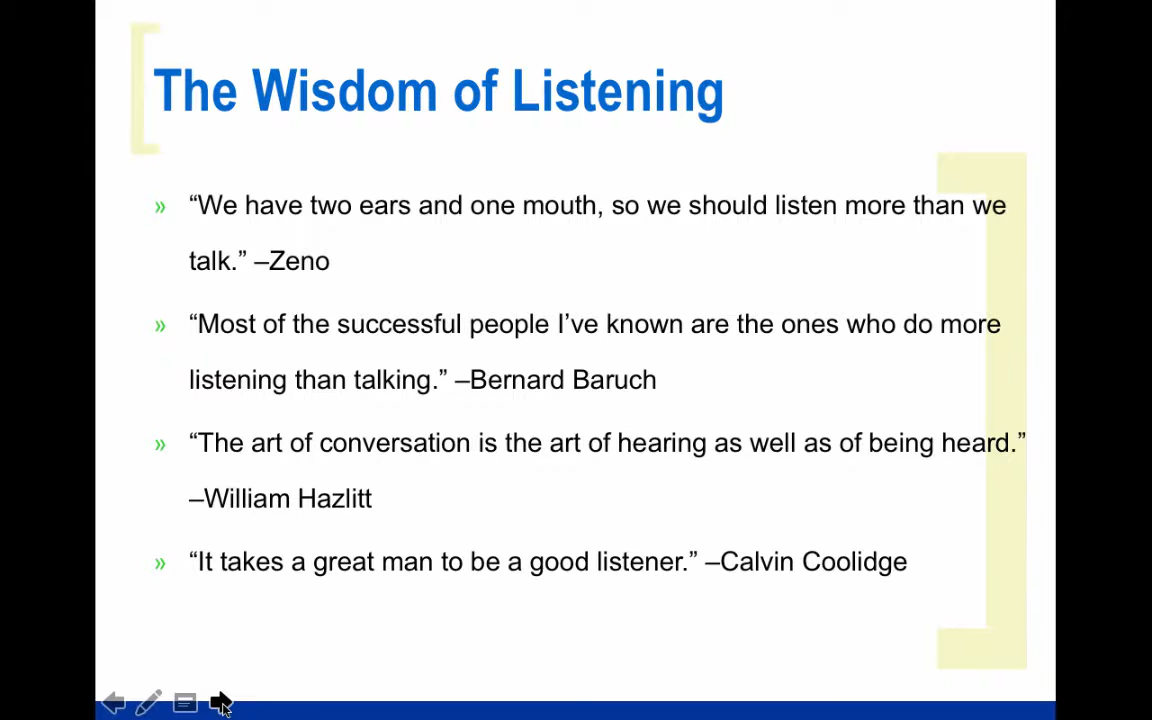 The Wisdom of Listening
» “We have two ears and one mouth, so we should listen more than we
talk.” –Zeno
» “Most of the successful people I’ve known are the ones who do more
listening than talking.” –Bernard Baruch
» “The art of conversation is the art of hearing as well as of being heard.”
–William Hazlitt
» “It takes a great man to be a good listener.” –Calvin Coolidge